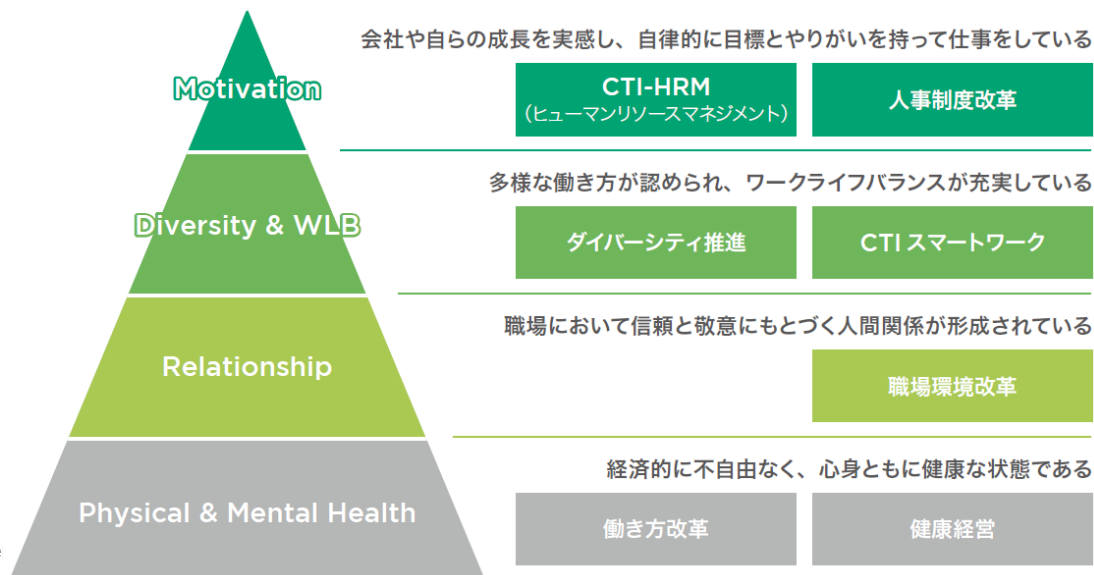 会社や自らの成長を実感し、自律的に目標とやりがいを持って仕事をしている
Motivation
CTI-HRM
（ヒューマンリソースマネジメント）
人事制度改革
多様な働き方が認められ、ワークライフバランスが充実している
Diversity & WLB
ダイバーシティ推進
CTI スマートワーク
職場において信頼と敬意にもとづく人間関係が形成されている
Relationship
職場環境改革
経済的に不自由なく、心身ともに健康な状態である
Physical & Mental Health
働き方改革
健康経営